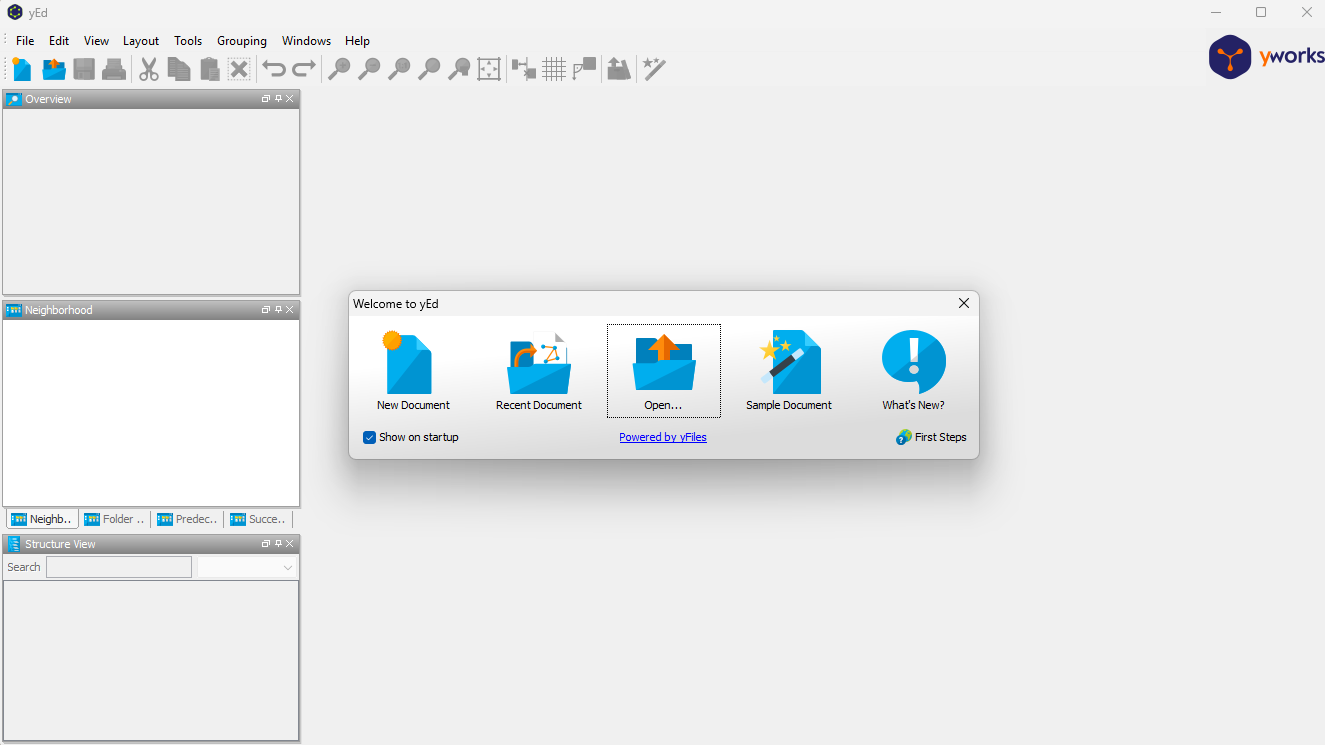 yEd
File Edit View Layout Tools Grouping Windows Help
yworks
Overview
Neighborhood
Neighb.. Folder .. Predec.. Succe..
Structure View
Search
Welcome to yEd
New Document Recent Document Open... Sample Document What's New?
Show on startup Powered by yFiles First Steps